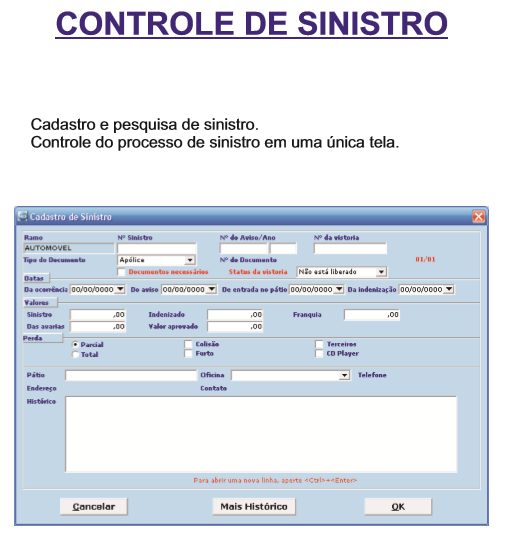 CONTROLE DE SINISTRO
Cadastro e pesquisa de sinistro.
Controle do processo de sinistro em uma única tela.
Cadastro de Sinistro
Ramo Nº Sinistro Nº do Aviso/Ano Nº da vistoria
AUTOMOVEL
Tipo do Documento Apólice Nº do Documento 01/01
Documentos necessários Status da vistoria Não está liberado
Datas
Da ocorrência 00/00/0000 Do aviso 00/00/0000 De entrada no pátio 00/00/0000 Da indenização 00/00/0000
Valores
Sinistro ,00 Indenizado ,00 Franquia ,00
Das avarias ,00 Valor aprovado ,00
Perda
Parcial Colisão Terceiros
Total Furto CD Player
Pátio Oficina Telefone
Endereço Contato
Histórico
Para abrir uma nova linha, aperte <Ctrl>+<Enter>
Cancelar Mais Histórico OK